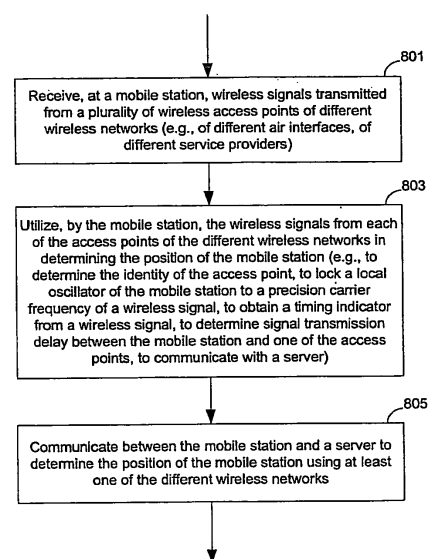 801
Receive, at a mobile station, wireless signals transmitted
from a plurality of wireless access points of different
wireless networks (e.g., of different air interfaces, of
different service providers)
803
Utilize, by the mobile station, the wireless signals from each
of the access points of the different wireless networks in
determining the position of the mobile station (e.g., to
determine the identity of the access point, to lock a local
oscillator of the mobile station to a precision carrier
frequency of a wireless signal, to obtain a timing indicator
from a wireless signal, to determine signal transmission
delay between the mobile station and one of the access
points, to communicate with a server)
805
Communicate between the mobile station and a server to
determine the position of the mobile station using at least
one of the different wireless networks